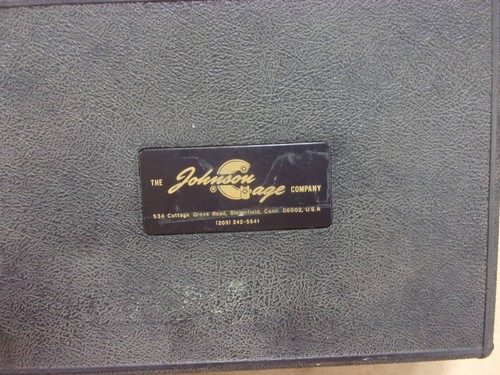 THE Johnson Gage COMPANY
534 Cottage Grove Road, Bloomfield, Conn. 06002, U.S.A
(203) 242-5541